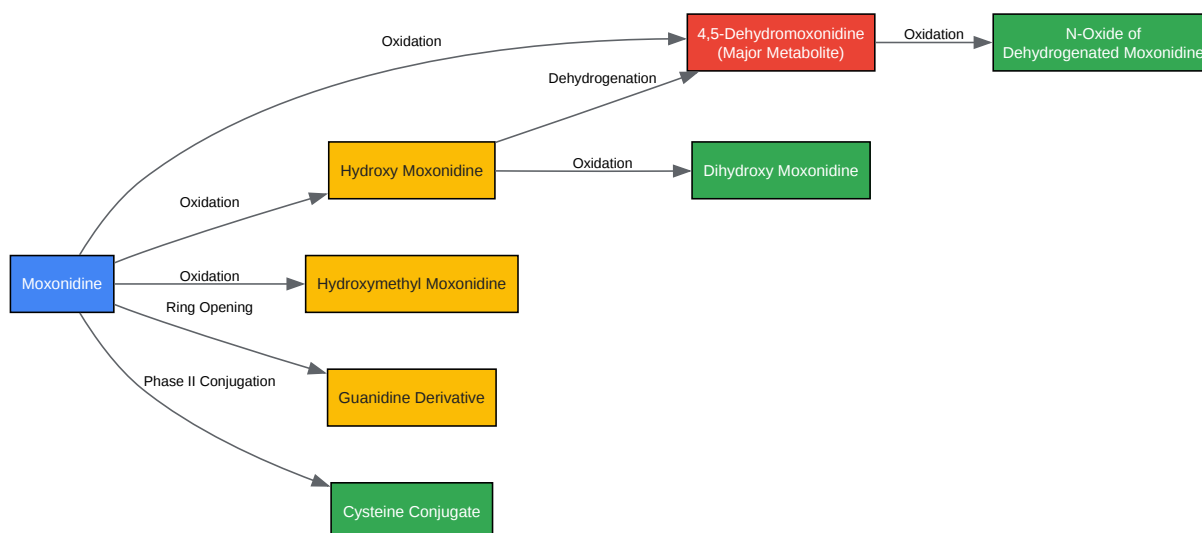 Oxidation
4,5-Dehydromoxonidine
(Major Metabolite)
Oxidation
N-Oxide of
Dehydrogenated Moxonidine
Dehydrogenation
Hydroxy Moxonidine
Oxidation
Dihydroxy Moxonidine
Oxidation
Moxonidine
Oxidation
Hydroxymethyl Moxonidine
Ring Opening
Phase II Conjugation
Guanidine Derivative
Cysteine Conjugate